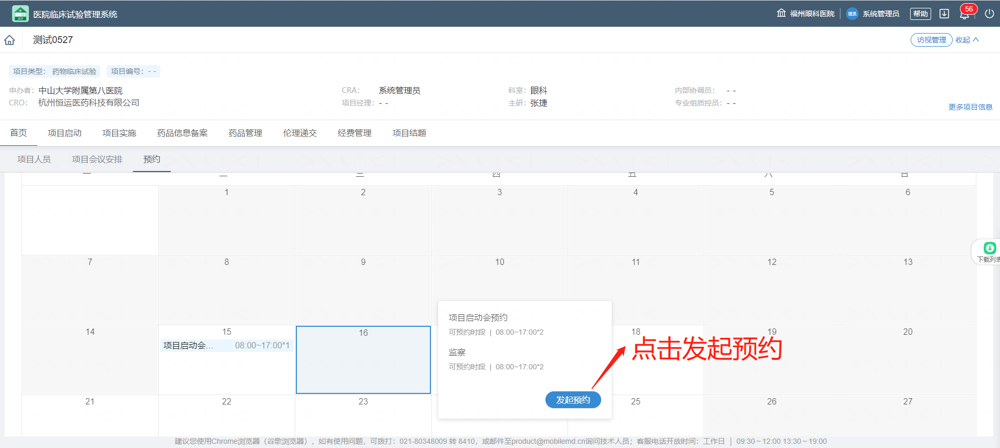 医院临床试验管理系统
GCP
福州眼科医院
理员
系统管理员
帮助
56
测试0527
访视管理
收起
项目类型: 药物临床试验
项目编号: - -
申办者: 中山大学附属第八医院
CRA: 系统管理员
科室: 眼科
内部协调员: - -
CRO: 杭州恒运医药科技有限公司
项目经理: - -
主研: 张捷
专业组质控员: - -
更多项目信息
首页
项目启动
项目实施
药品信息备案
药品管理
伦理递交
经费管理
项目结题
项目人员
项目会议安排
预约
一 二 三 四 五 六 日
1 2 3 4 5 6
7 8 9 10 11 12 13
下载列表
14 15 16 18 19 20
项目启动会... 08:00~17:00*1
项目启动会预约
可预约时段 | 08:00~17:00*2
监察
可预约时段 | 08:00~17:00*2
发起预约
点击发起预约
21 22 23 25 26 27
建议您使用Chrome浏览器（谷歌浏览器），如有使用问题，可拨打：021-80348009 转 8410，或邮件至product@mobilemd.cn询问技术人员；客服电话开放时间：工作日 | 09:30~12:00 13:30~19:00